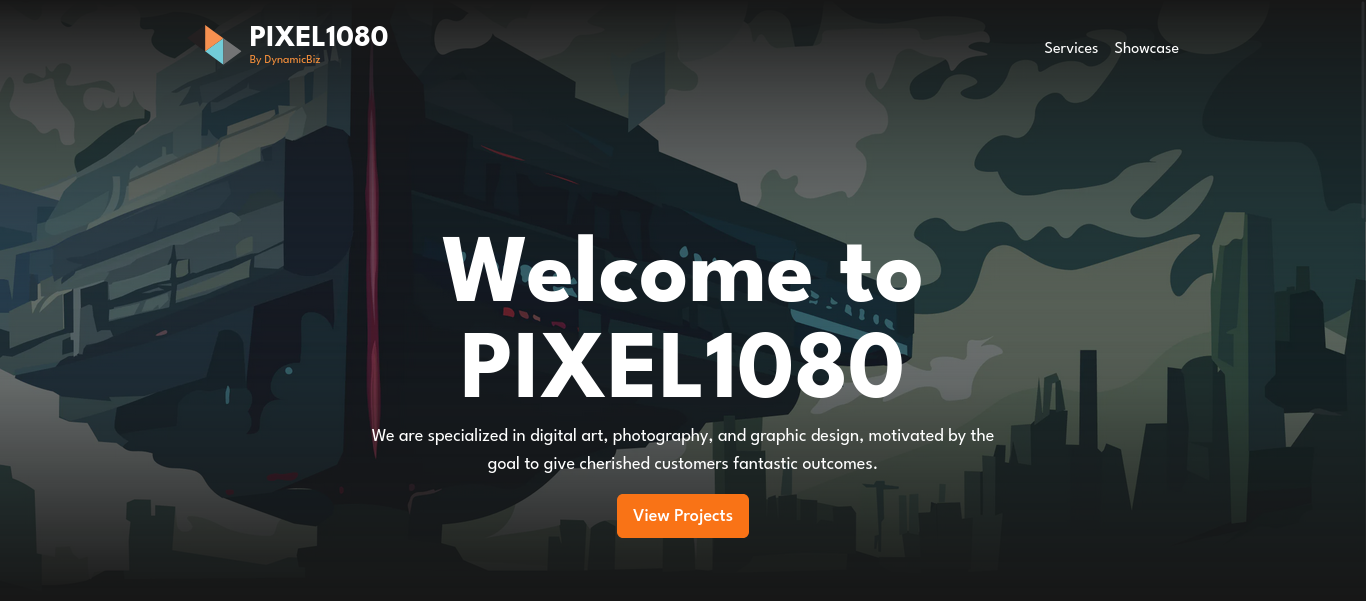 PIXEL1080
By DynamicBiz
Services Showcase
Welcome to
PIXEL1080
We are specialized in digital art, photography, and graphic design, motivated by the
goal to give cherished customers fantastic outcomes.
View Projects